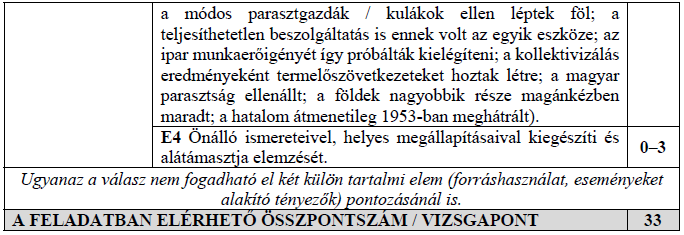 a módos parasztgazdák / kulákok ellen léptek föl; a
teljesíthetetlen beszolgáltatás is ennek volt az egyik eszköze; az
ipar munkaerőigényét így próbálták kielégíteni; a kollektivizálás
eredményeként termelőszövetkezeteket hoztak létre; a magyar
parasztság ellenállt; a földek nagyobbik része magánkézben
maradt; a hatalom átmenetileg 1953-ban meghátrált).
E4 Önálló ismereteivel, helyes megállapításaival kiegészíti és
alátámasztja elemzését.
0–3
Ugyanaz a válasz nem fogadható el két külön tartalmi elem (forráshasználat, eseményeket
alakító tényezők) pontozásánál is.
A FELADATBAN ELÉRHETŐ ÖSSZPONTSZÁM / VIZSGAPONT 33